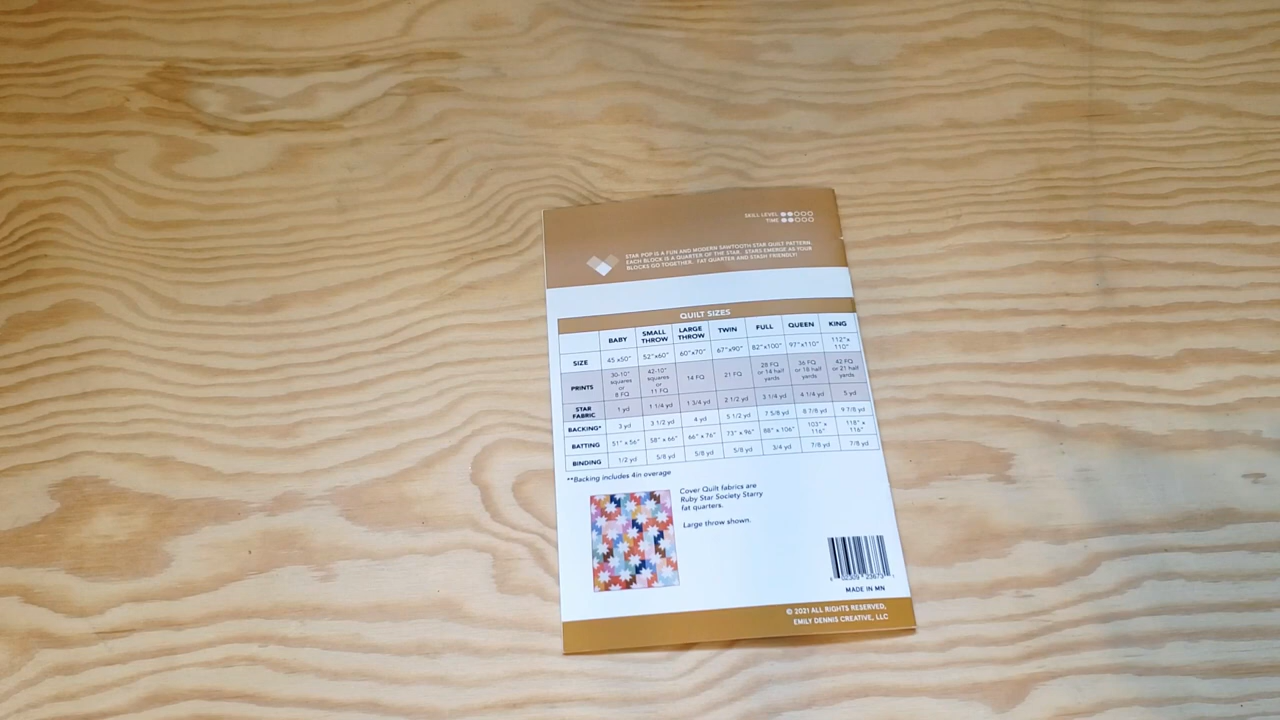 SKILL LEVEL
TIME
STAR POP IS A FUN AND MODERN SAWTOOTH STAR QUILT PATTERN.
EACH BLOCK IS A QUARTER OF THE STAR. STARS EMERGE AS YOUR
BLOCKS GO TOGETHER. FAT QUARTER AND STASH FRIENDLY!
QUILT SIZES
BABY SMALL THROW LARGE THROW TWIN FULL QUEEN KING
SIZE 45 x50" 52"x60" 60"x70" 67"x90" 82"x100" 97"x110" 112"x 110"
PRINTS 30-10" squares or 8 FQ 42-10" squares or 11 FQ 14 FQ 21 FQ 28 FQ or 14 half yards 36 FQ or 18 half yards 42 FQ or 21 half yards
STAR FABRIC 1 yd 1 1/4 yd 1 3/4 yd 2 1/2 yd 3 1/4 yd 4 1/4 yd 5 yd
BACKING* 3 yd 3 1/2 yd 4 yd 5 1/2 yd 7 5/8 yd 8 7/8 yd 9 7/8 yd
BATTING 51" x 56" 58" x 66" 66" x 76" 73" x 96" 88" x 106" 103" x 116" 118" x 116"
BINDING 1/2 yd 5/8 yd 5/8 yd 5/8 yd 3/4 yd 7/8 yd 7/8 yd
**Backing includes 4in overage
Cover Quilt fabrics are
Ruby Star Society Starry
fat quarters.
Large throw shown.
MADE IN MN
© 2021 ALL RIGHTS RESERVED,
EMILY DENNIS CREATIVE, LLC